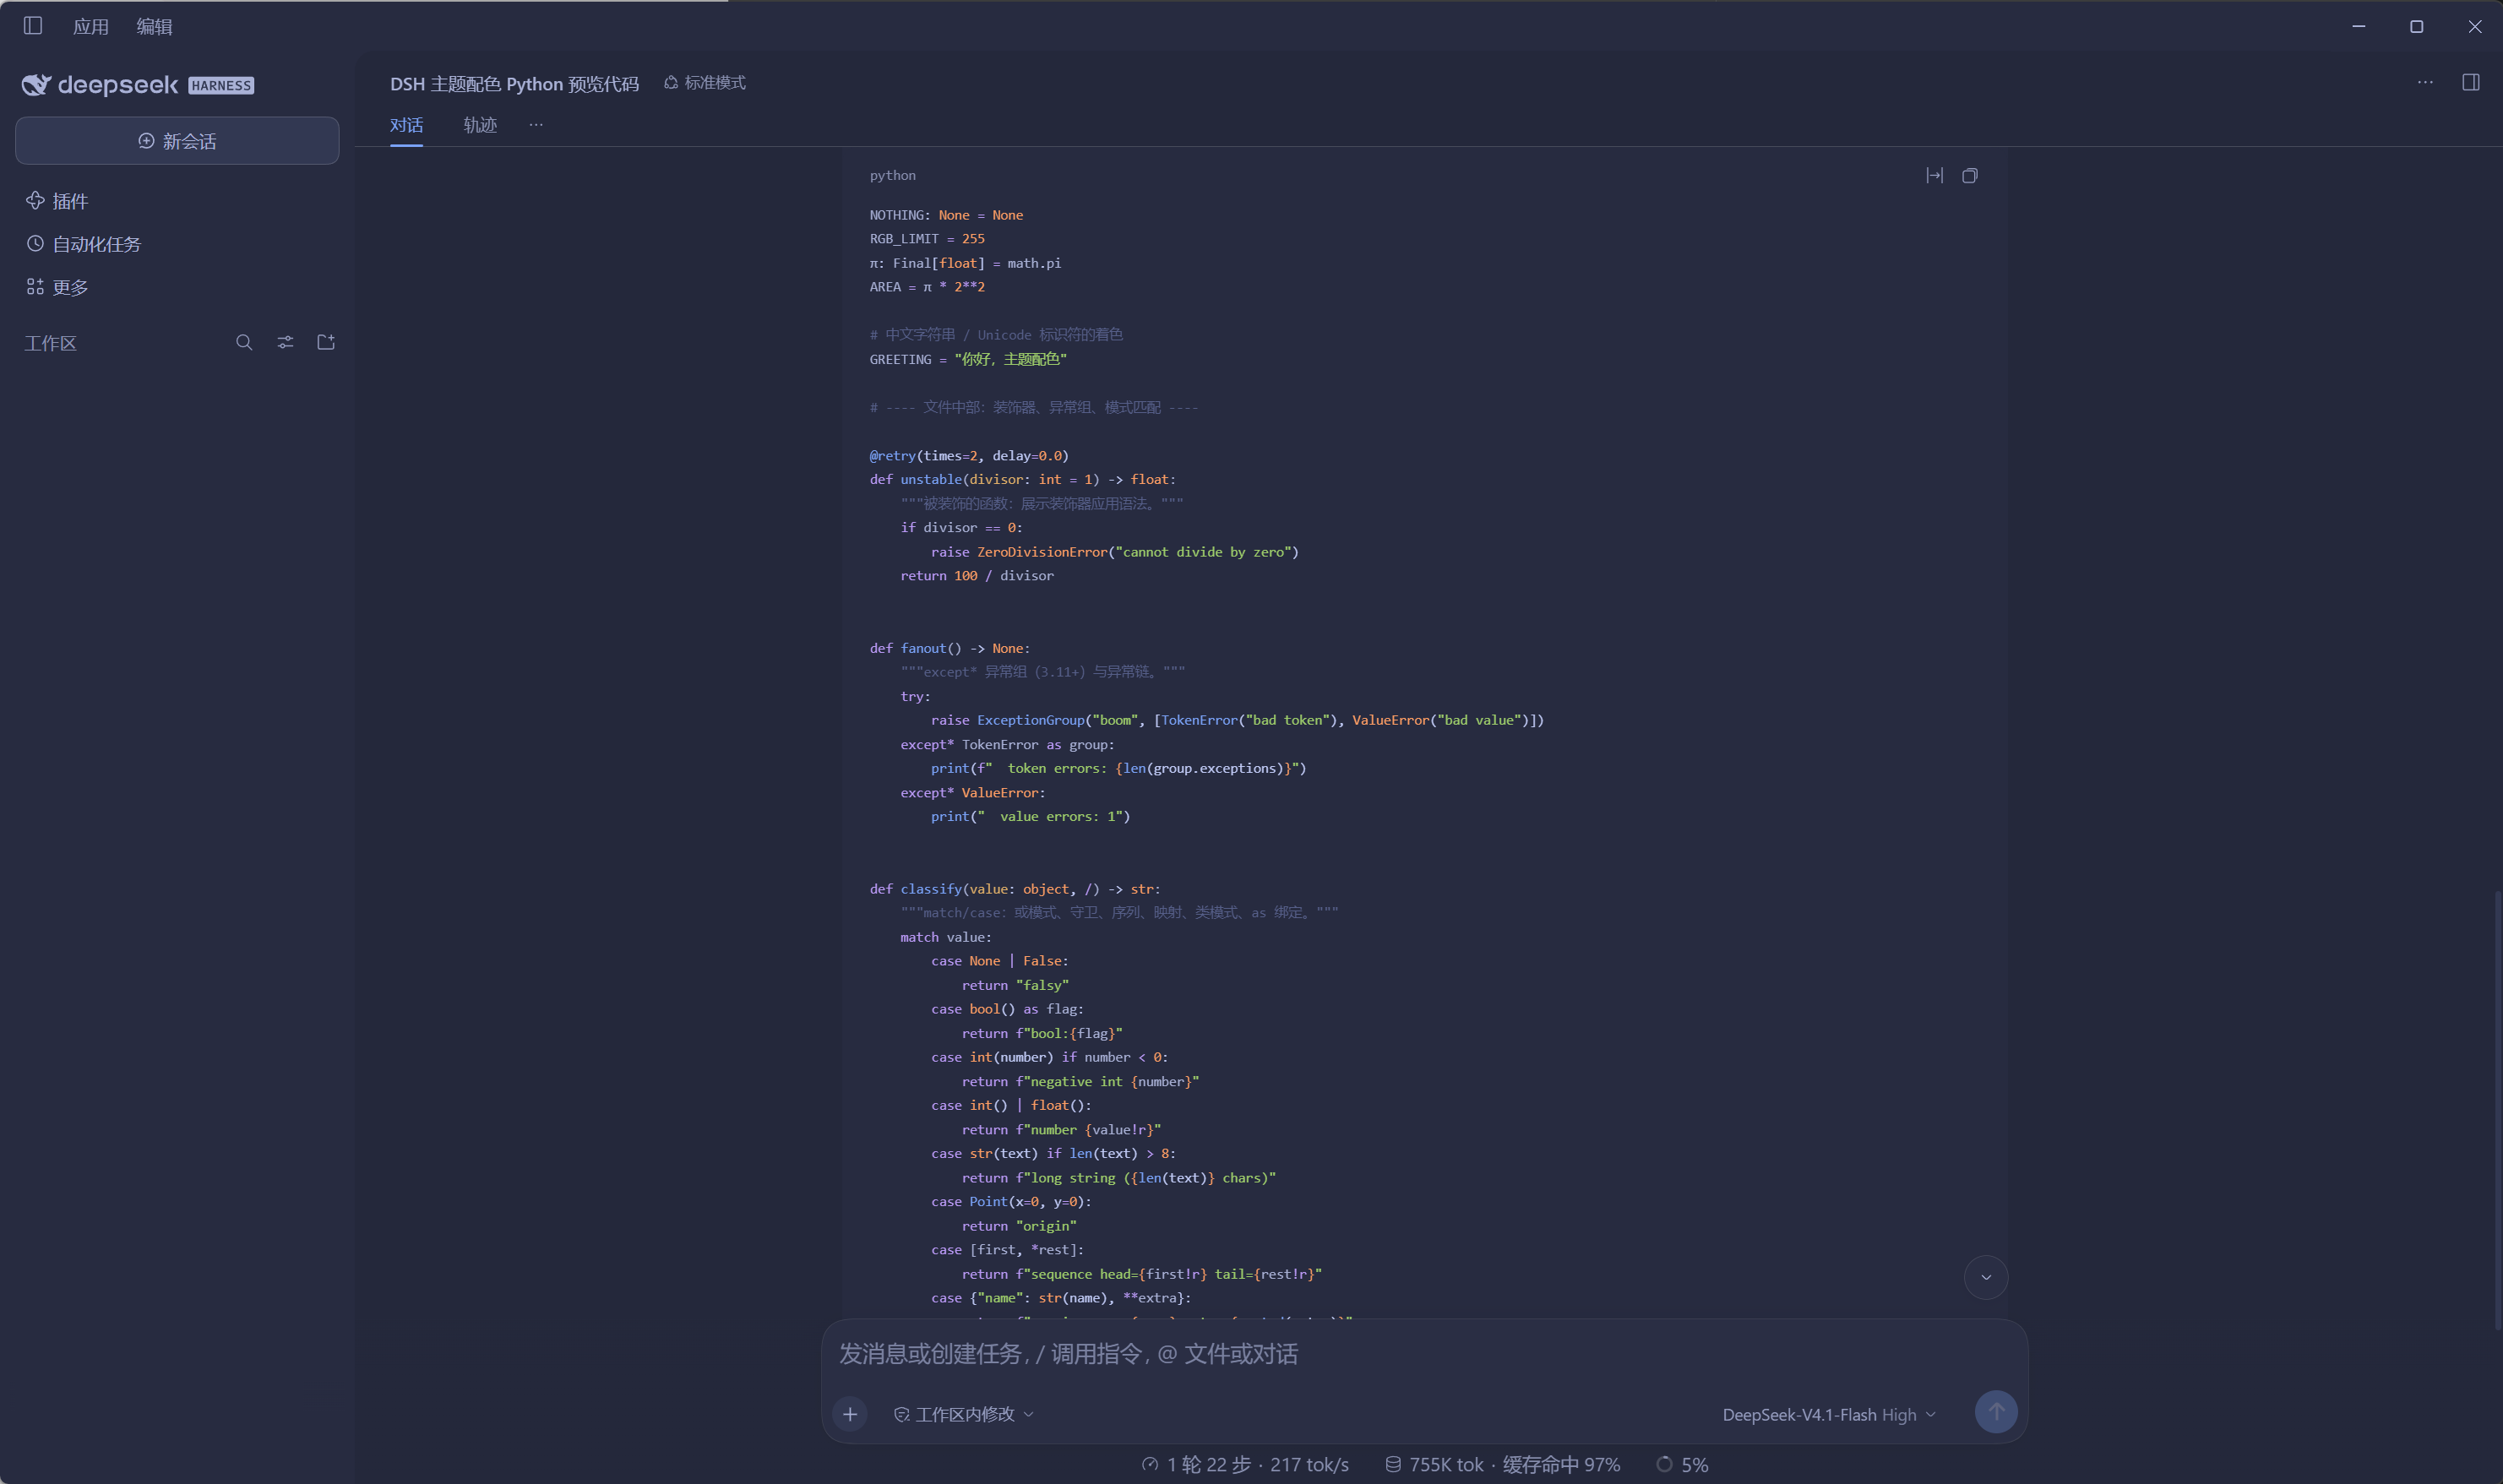 应用 编辑
deepseek HARNESS
新会话
插件
自动化任务
更多
工作区
DSH 主题配色 Python 预览代码 标准模式
对话 轨迹 ···
python
NOTHING: None = None
RGB_LIMIT = 255
π: Final[float] = math.pi
AREA = π * 2**2
# 中文字符串 / Unicode 标识符的着色
GREETING = "你好，主题配色"
# ---- 文件中部：装饰器、异常组、模式匹配 ----
@retry(times=2, delay=0.0)
def unstable(divisor: int = 1) -> float:
    """被装饰的函数：展示装饰器应用语法。"""
    if divisor == 0:
        raise ZeroDivisionError("cannot divide by zero")
    return 100 / divisor
def fanout() -> None:
    """except* 异常组（3.11+）与异常链。"""
    try:
        raise ExceptionGroup("boom", [TokenError("bad token"), ValueError("bad value")])
    except* TokenError as group:
        print(f"  token errors: {len(group.exceptions)}")
    except* ValueError:
        print("  value errors: 1")
def classify(value: object, /) -> str:
    """match/case：或模式、守卫、序列、映射、类模式、as 绑定。"""
    match value:
        case None | False:
            return "falsy"
        case bool() as flag:
            return f"bool:{flag}"
        case int(number) if number < 0:
            return f"negative int {number}"
        case int() | float():
            return f"number {value!r}"
        case str(text) if len(text) > 8:
            return f"long string ({len(text)} chars)"
        case Point(x=0, y=0):
            return "origin"
        case [first, *rest]:
            return f"sequence head={first!r} tail={rest!r}"
        case {"name": str(name), **extra}:
发消息或创建任务, / 调用指令, @ 文件或对话
工作区内修改
DeepSeek-V4.1-Flash High
1 轮 22 步 · 217 tok/s 755K tok · 缓存命中 97% 5%